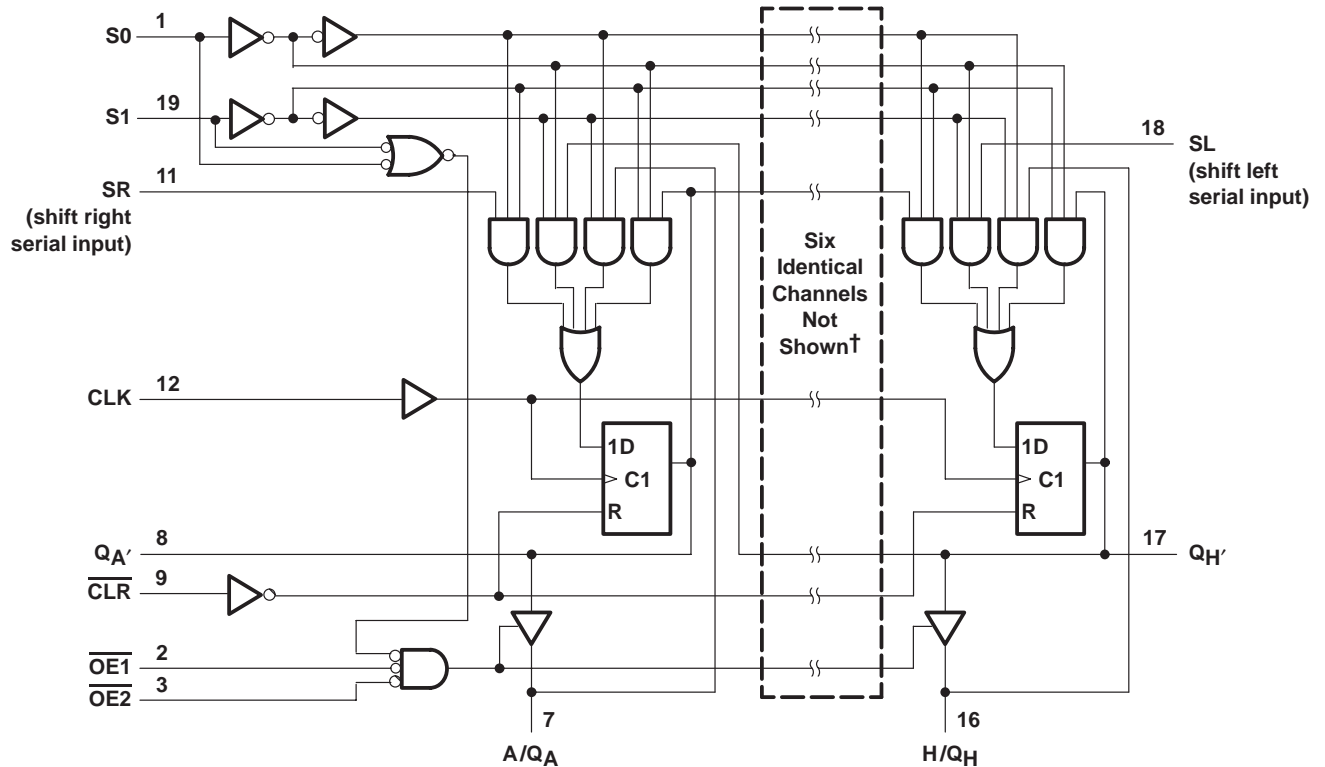 S0
1
S1
19
SR
11
(shift right
serial input)
18
SL
(shift left
serial input)
Six
Identical
Channels
Not
Shown†
CLK
12
1D
C1
R
1D
C1
R
QA′
8
17
QH′
CLR
9
OE1
2
OE2
3
7
A/QA
16
H/QH